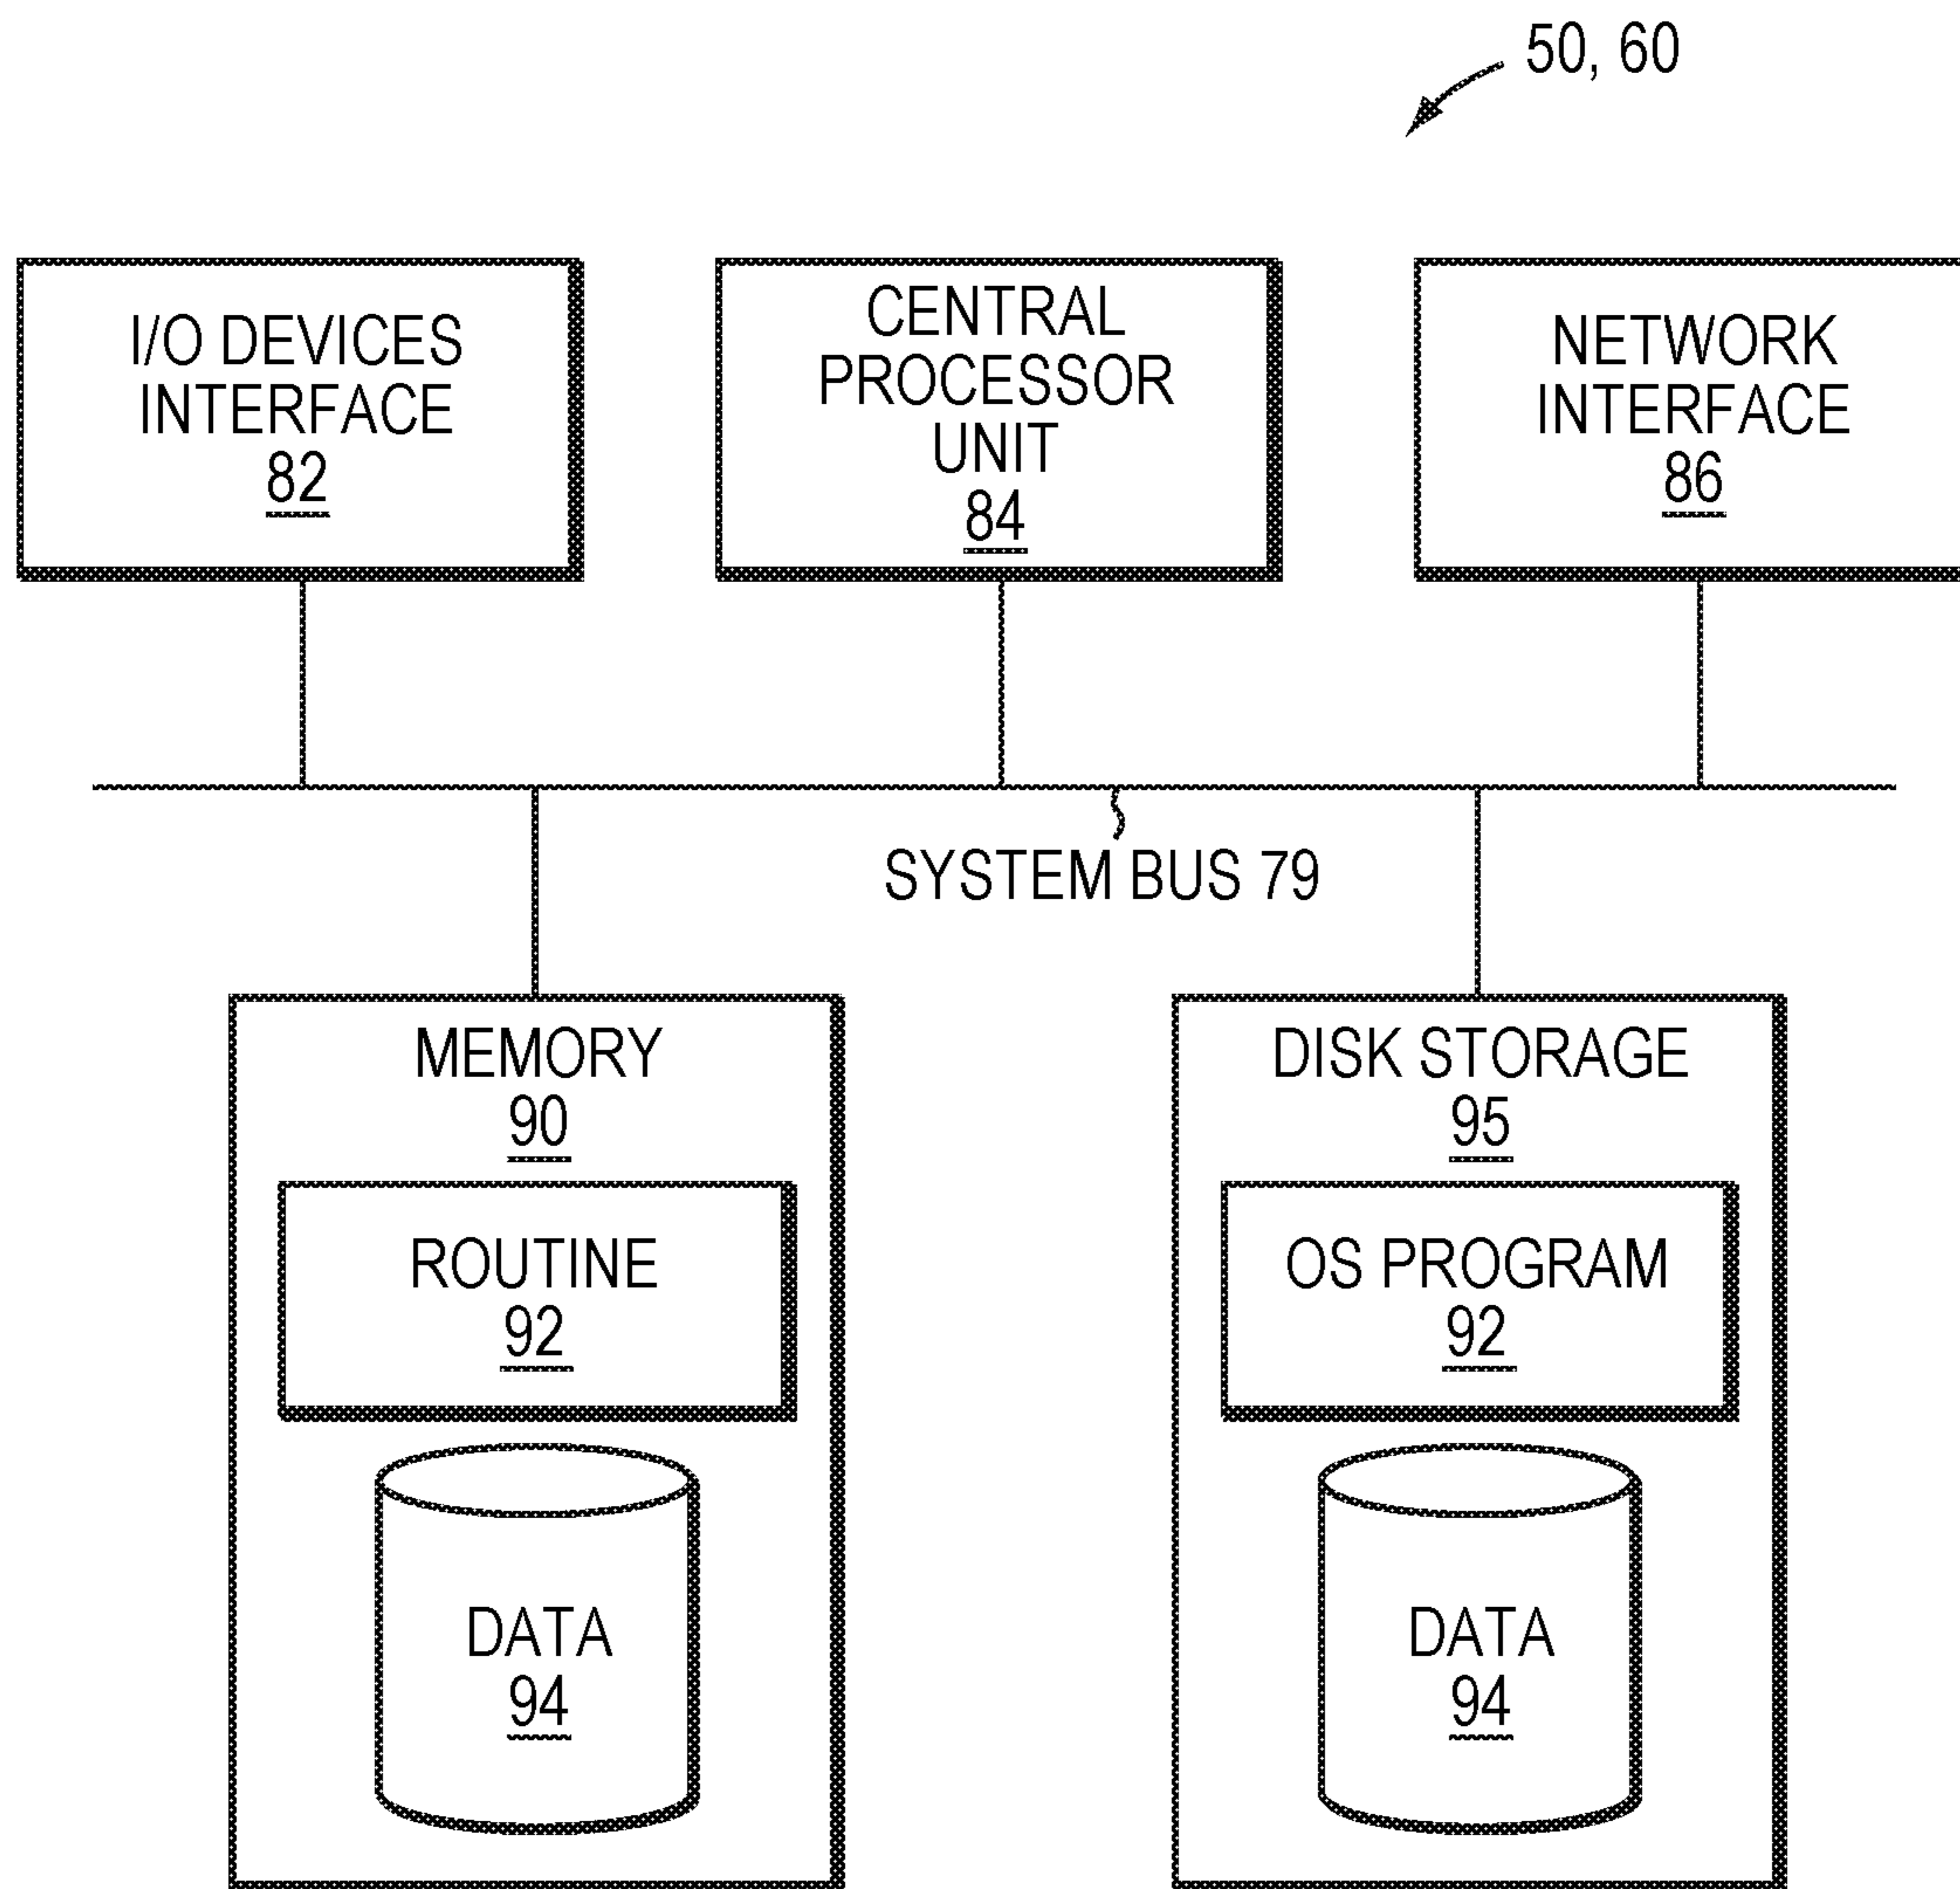 50, 60
I/O DEVICES
INTERFACE
82
CENTRAL
PROCESSOR
UNIT
84
NETWORK
INTERFACE
86
SYSTEM BUS 79
MEMORY
90
ROUTINE
92
DATA
94
DISK STORAGE
95
OS PROGRAM
92
DATA
94